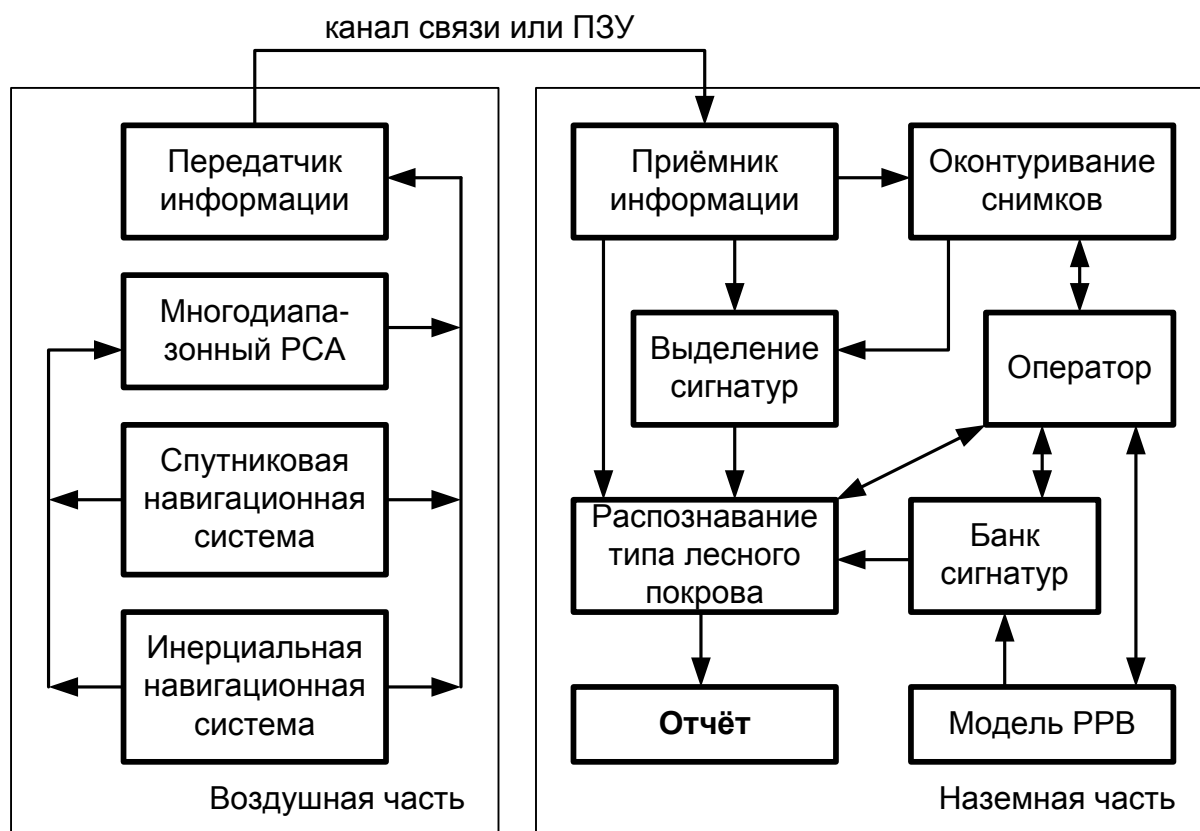 канал связи или ПЗУ
Передатчик
информации
Многодиапа-
зонный РСА
Спутниковая
навигационная
система
Инерциальная
навигационная
система
Воздушная часть
Приёмник
информации
Оконтуривание
снимков
Выделение
сигнатур
Оператор
Распознавание
типа лесного
покрова
Банк
сигнатур
Отчёт
Модель РРВ
Наземная часть